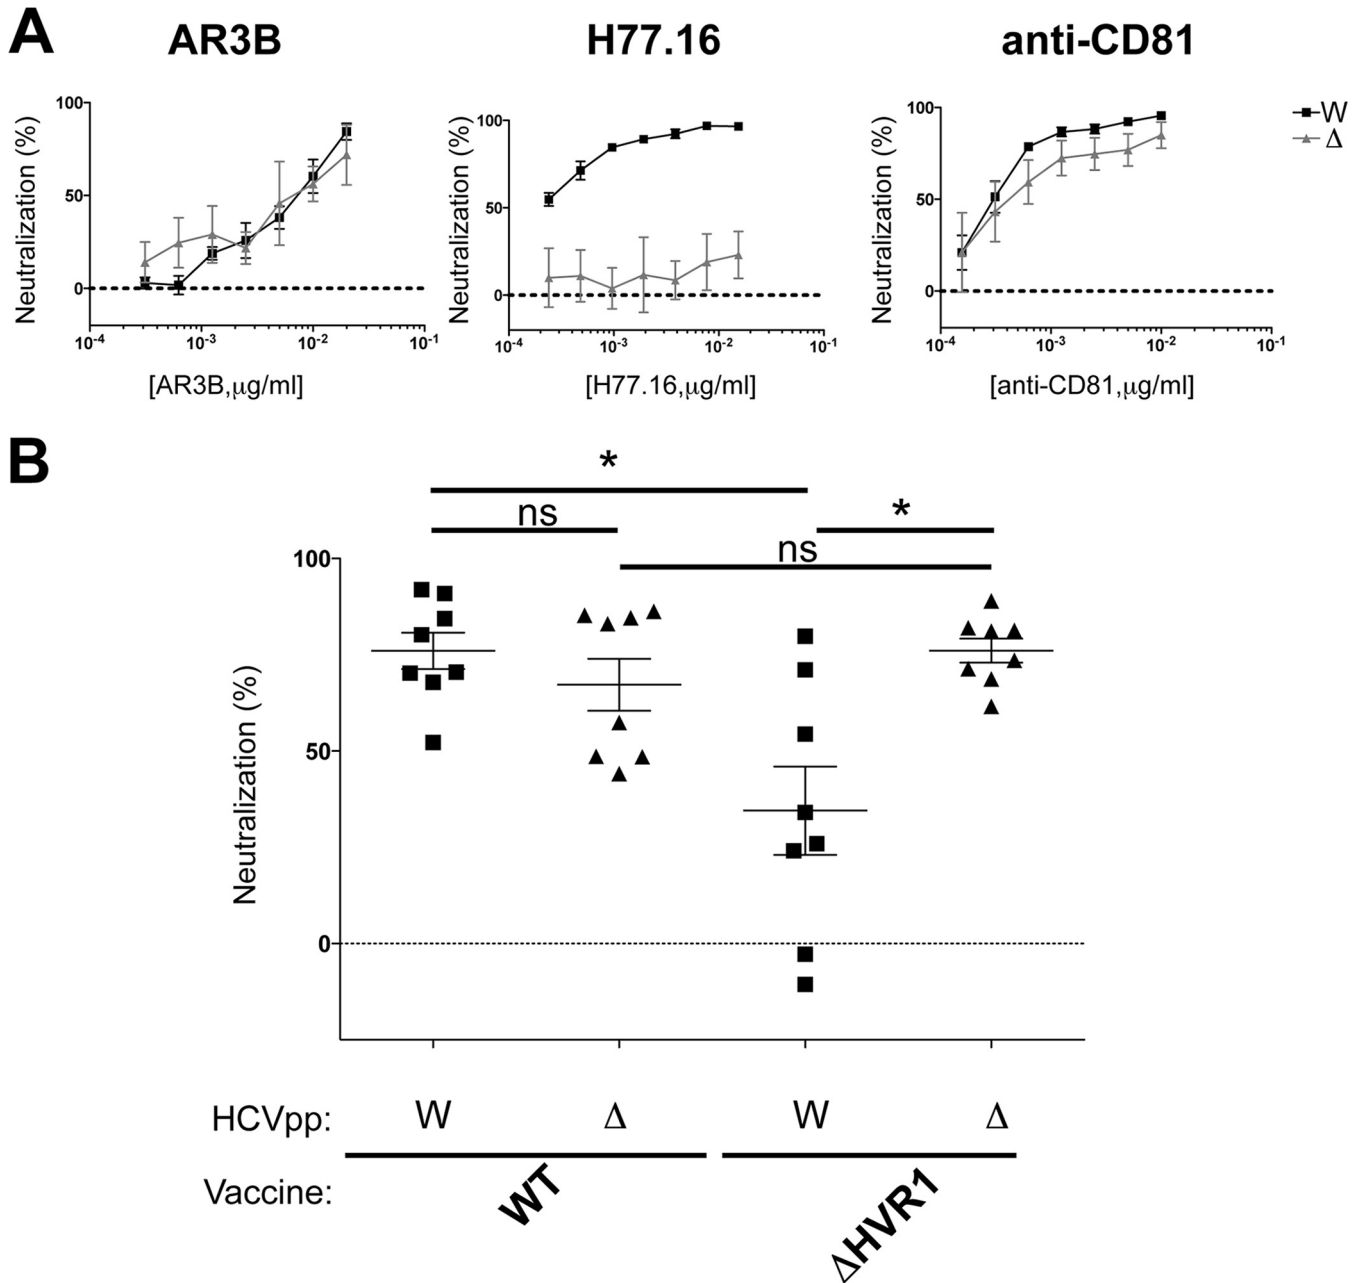 A
AR3B
H77.16
anti-CD81
Neutralization (%)
100
50
0
10-4
10-3
10-2
10-1
[AR3B,μg/ml]
Neutralization (%)
100
50
0
10-4
10-3
10-2
10-1
[H77.16,μg/ml]
Neutralization (%)
100
50
0
10-4
10-3
10-2
10-1
[anti-CD81,μg/ml]
W
Δ
B
*
ns
*
ns
Neutralization (%)
100
50
0
HCVpp: W Δ W Δ
Vaccine: WT ΔHVR1